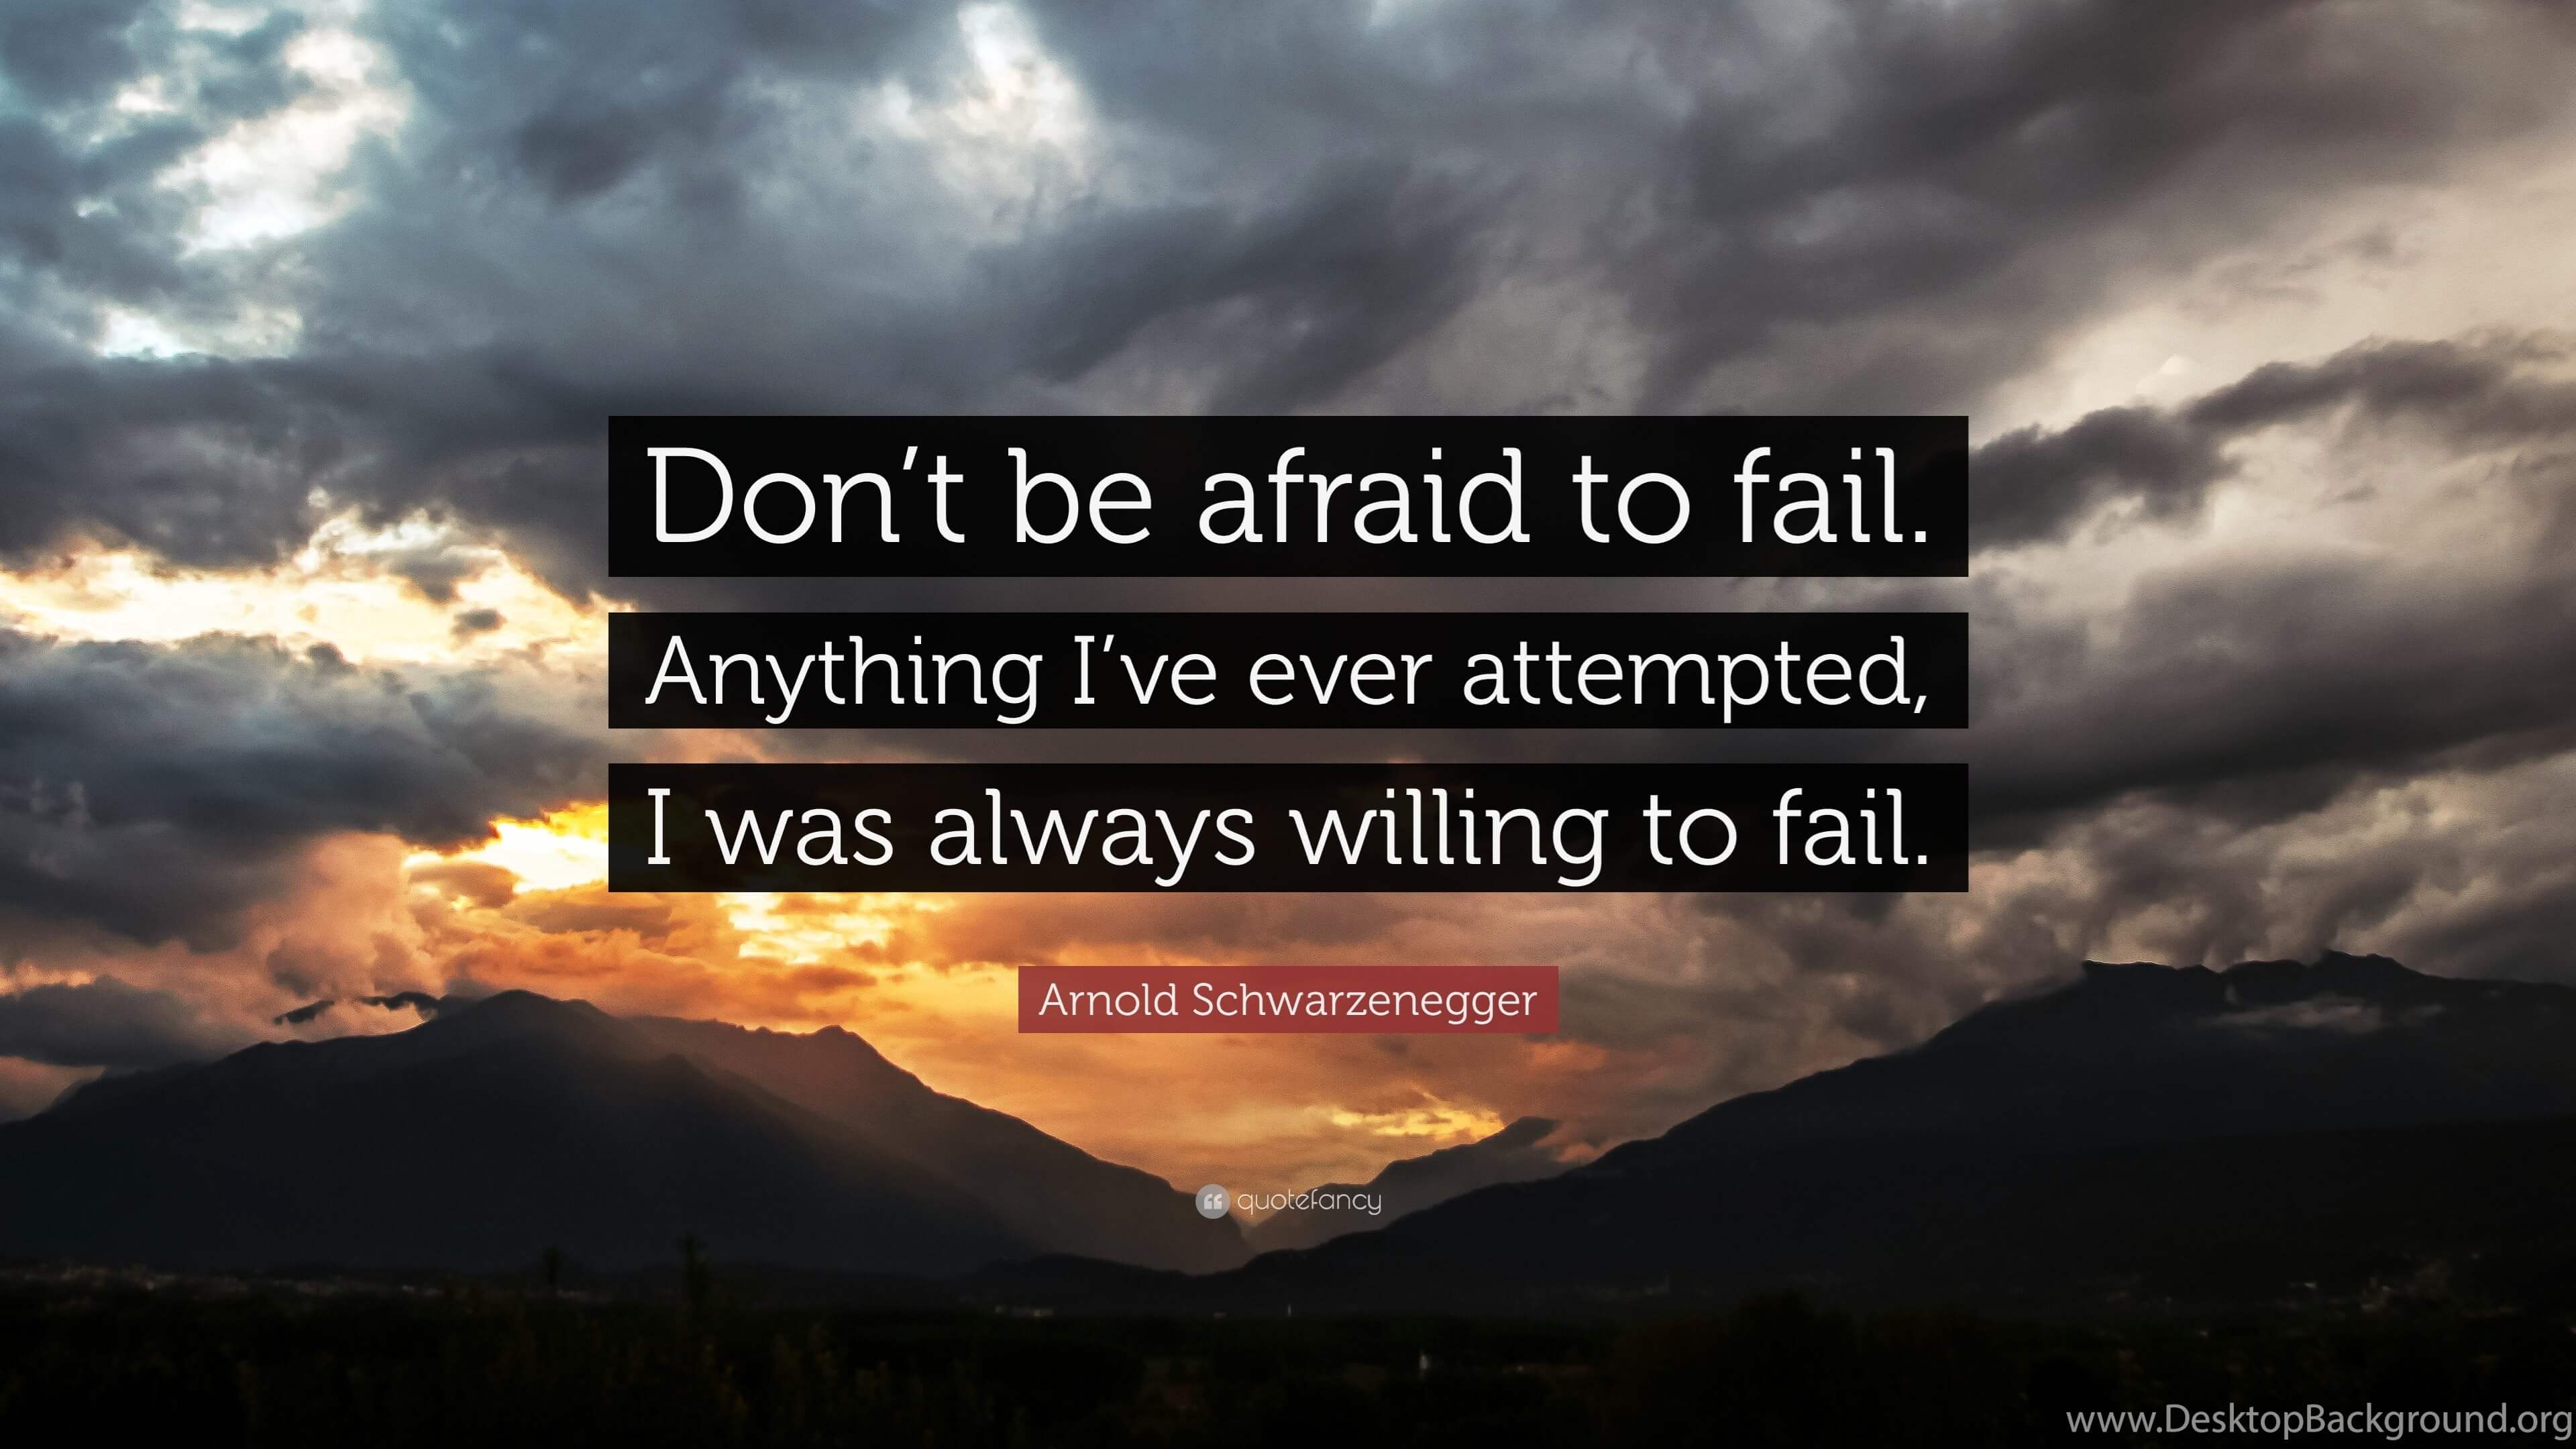 Don’t be afraid to fail.
Anything I’ve ever attempted,
I was always willing to fail.
Arnold Schwarzenegger
quotefancy
www.DesktopBackground.org